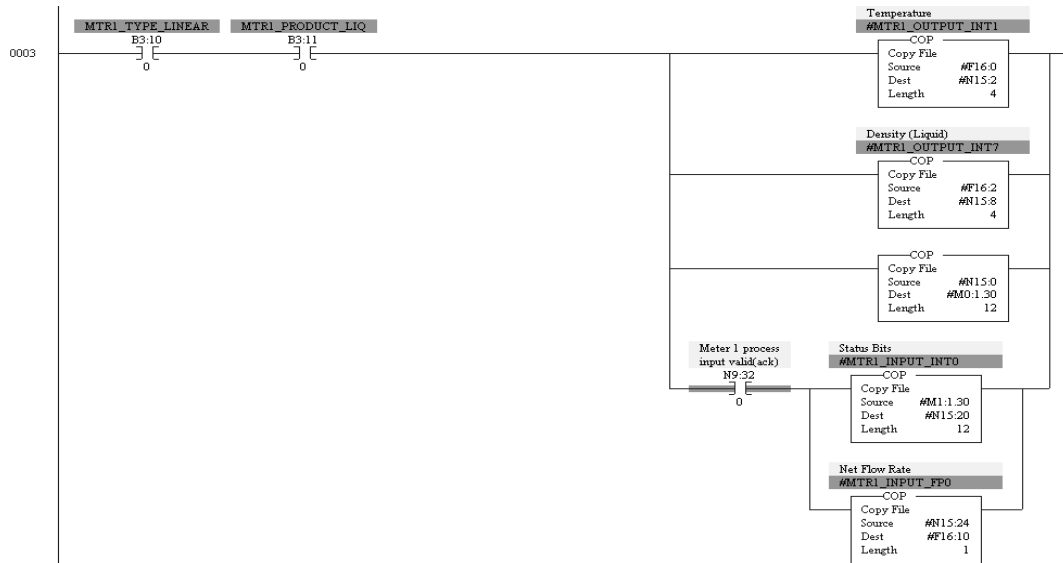 MTR1_TYPE_LINEAR MTR1_PRODUCT_LIQ
B3:10 B3:11
0003
0 0
Temperature
#MTR1_OUTPUT_INT1
COP
Copy File
Source #F16:0
Dest #N15:2
Length 4
Density (Liquid)
#MTR1_OUTPUT_INT7
COP
Copy File
Source #F16:2
Dest #N15:8
Length 4
COP
Copy File
Source #N15:0
Dest #M0:1.30
Length 12
Meter 1 process
input valid(ack)
N9:32
0
Status Bits
#MTR1_INPUT_INT0
COP
Copy File
Source #M1:1.30
Dest #N15:20
Length 12
Net Flow Rate
#MTR1_INPUT_FP0
COP
Copy File
Source #N15:24
Dest #F16:10
Length 1